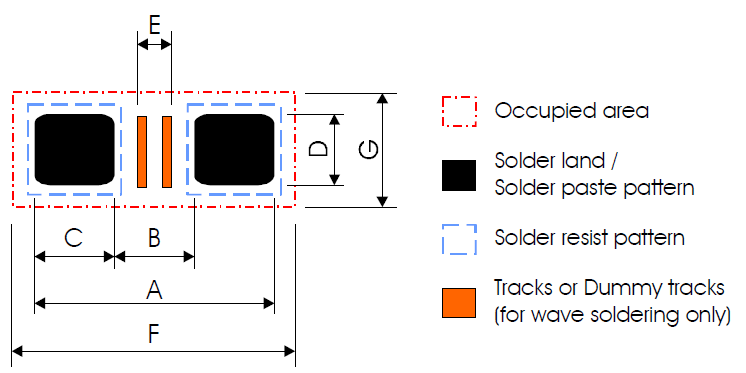 E
D
G
C
B
A
F
Occupied area
Solder land /
Solder paste pattern
Solder resist pattern
Tracks or Dummy tracks
(for wave soldering only)